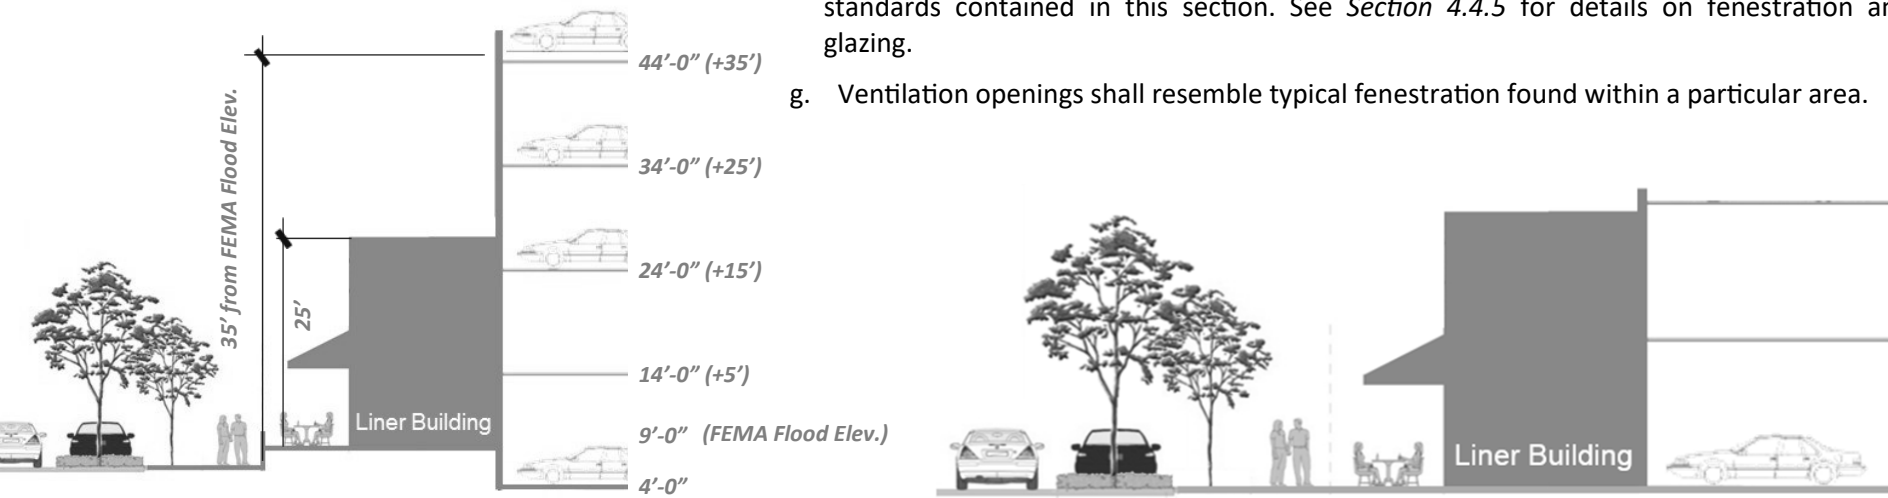 standards contained in this section. See Section 4.4.5 for details on fenestration
glazing.
g. Ventilation openings shall resemble typical fenestration found within a particular area.
44’-0” (+35’)
35’ from FEMA Flood Elev.
34’-0” (+25’)
24’-0” (+15’)
25’
14’-0” (+5’)
Liner Building
9’-0” (FEMA Flood Elev.)
4’-0”
Liner Building